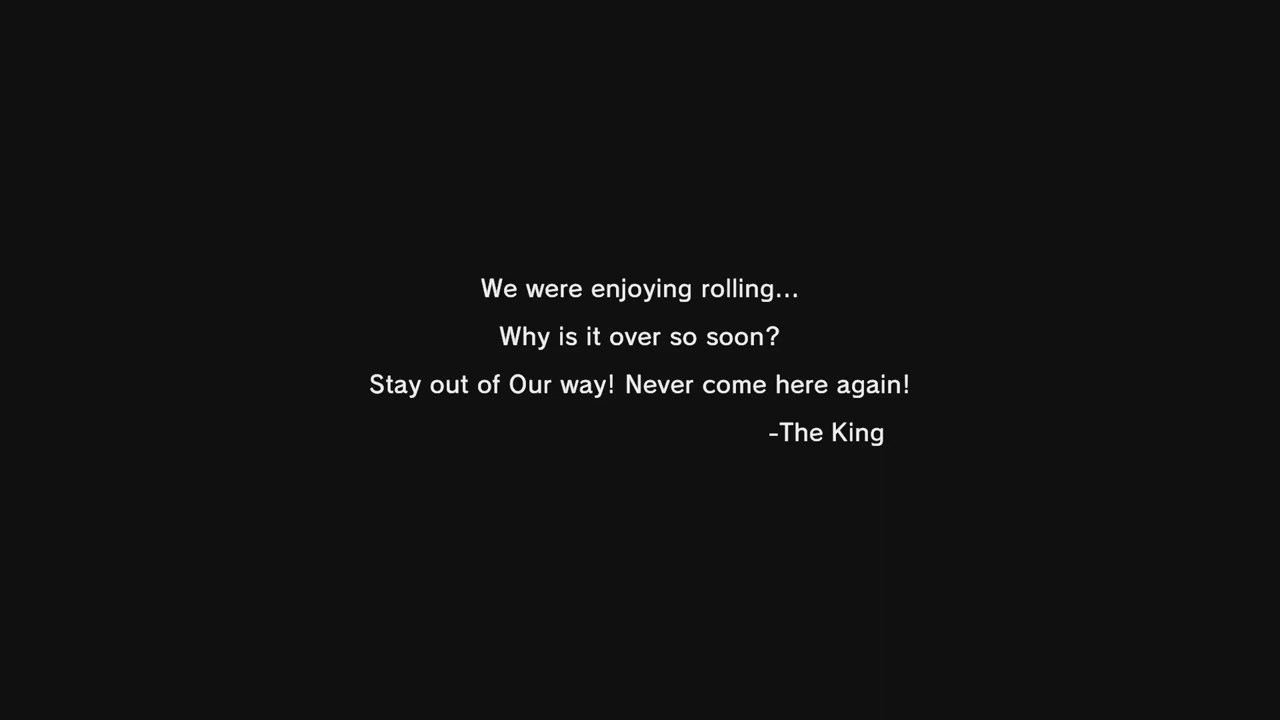 We were enjoying rolling...
Why is it over so soon?
Stay out of Our way! Never come here again!
-The King